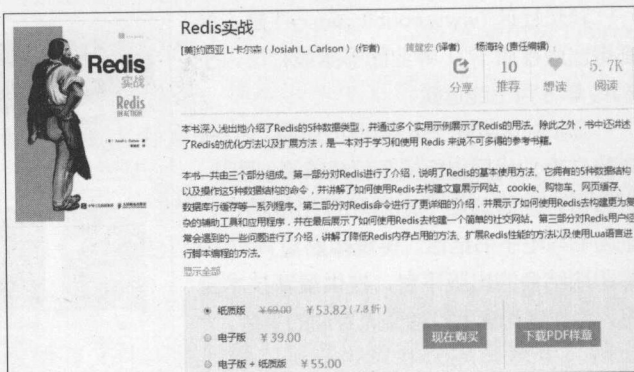 Redis
实战
Redis
IN ACTION
Redis实战
[美]约西亚 L.卡尔森（Josiah L. Carlson）(作者) 黄健宏 (译者) 杨海玲 (责任编辑)
分享
10
推荐
想读
5.7K
阅读
本书深入浅出地介绍了Redis的5种数据类型，并通过多个实用示例展示了Redis的用法。除此之外，书中还讲述
了Redis的优化方法以及扩展方法，是一本对于学习和使用 Redis 来说不可多得的参考书籍。
本书一共由三个部分组成。第一部分对Redis进行了介绍，说明了Redis的基本使用方法、它拥有的5种数据结构
以及操作这5种数据结构的命令，并讲解了如何使用Redis去构建文章展示网站、cookie、购物车、网页缓存、
数据库行缓存等一系列程序。第二部分对Redis命令进行了更详细的介绍，并展示了如何使用Redis去构建更为复
杂的辅助工具和应用程序，并在最后展示了如何使用Redis去构建一个简单的社交网站。第三部分对Redis用户经
常会遇到的一些问题进行了介绍，讲解了降低Redis内存占用的方法、扩展Redis性能的方法以及使用Lua语言进
行脚本编程的方法。
显示全部
纸质版 ￥69.00 ￥53.82 ( 7.8 折 )
电子版 ￥39.00
电子版 + 纸质版 ￥55.00
现在购买
下载PDF样章